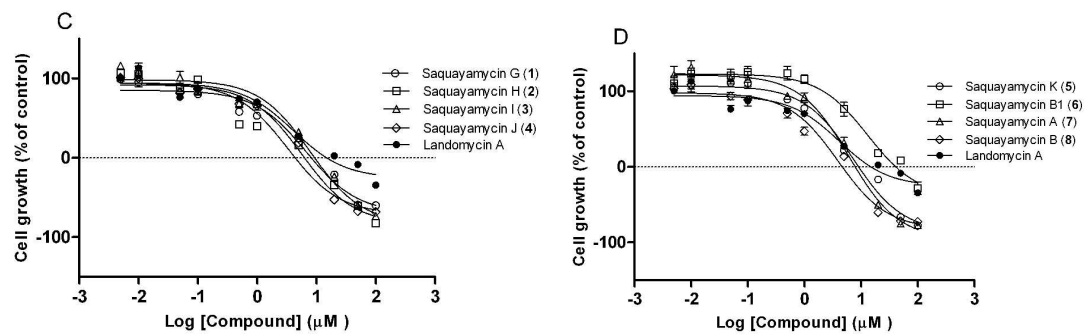 C
Cell growth (% of control)
100
0
-100
-3
-2
-1
0
1
2
3
Log [Compound] (μM )
Saquayamycin G (1)
Saquayamycin H (2)
Saquayamycin I (3)
Saquayamycin J (4)
Landomycin A
D
Cell growth (% of control)
100
0
-100
-3
-2
-1
0
1
2
3
Log [Compound] (μM )
Saquayamycin K (5)
Saquayamycin B1 (6)
Saquayamycin A (7)
Saquayamycin B (8)
Landomycin A